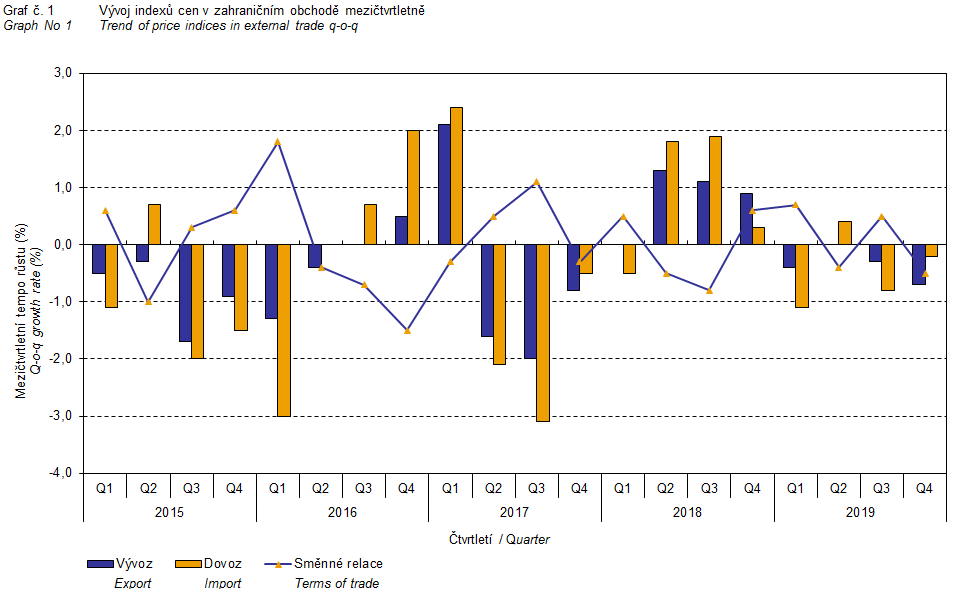 Graf č. 1 Vývoj indexů cen v zahraničním obchodě mezičtvrtletně
Graph No 1 Trend of price indices in external trade q-o-q
Mezičtvrtletní tempo růstu (%)
Q-o-q growth rate (%)
3,0
2,0
1,0
0,0
-1,0
-2,0
-3,0
-4,0
Q1 Q2 Q3 Q4 Q1 Q2 Q3 Q4 Q1 Q2 Q3 Q4 Q1 Q2 Q3 Q4 Q1 Q2 Q3 Q4
2015 2016 2017 2018 2019
Čtvrtletí / Quarter
Vývoz Dovoz Směnné relace
Export Import Terms of trade